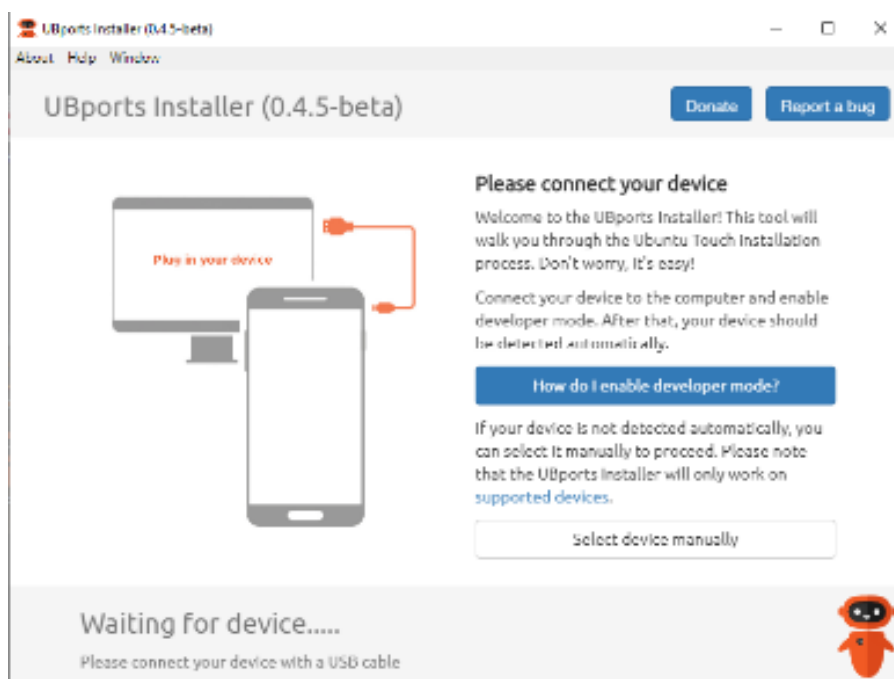 UBports Installer (0.4.5-beta)
About Help Window
UBports Installer (0.4.5-beta)
Donate
Report a bug
Plug in your device
Please connect your device
Welcome to the UBports Installer! This tool will
walk you through the Ubuntu Touch Installation
process. Don't worry, it's easy!
Connect your device to the computer and enable
developer mode. After that, your device should
be detected automatically.
How do I enable developer mode?
If your device is not detected automatically, you
can select it manually to proceed. Please note
that the UBports Installer will only work on
supported devices.
Select device manually
Waiting for device.....
Please connect your device with a USB cable